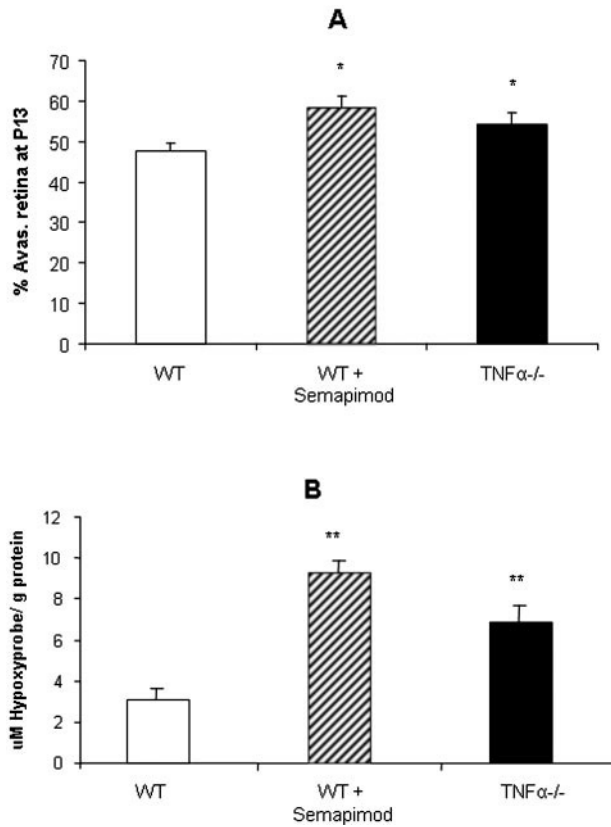 A
% Avas. retina at P13
70
60
50
40
30
20
10
0
*
*
WT
WT +
Semapimod
TNFα-/-
B
uM Hypoxyprobe/ g protein
12
10
8
6
4
2
0
**
**
WT
WT +
Semapimod
TNFα-/-